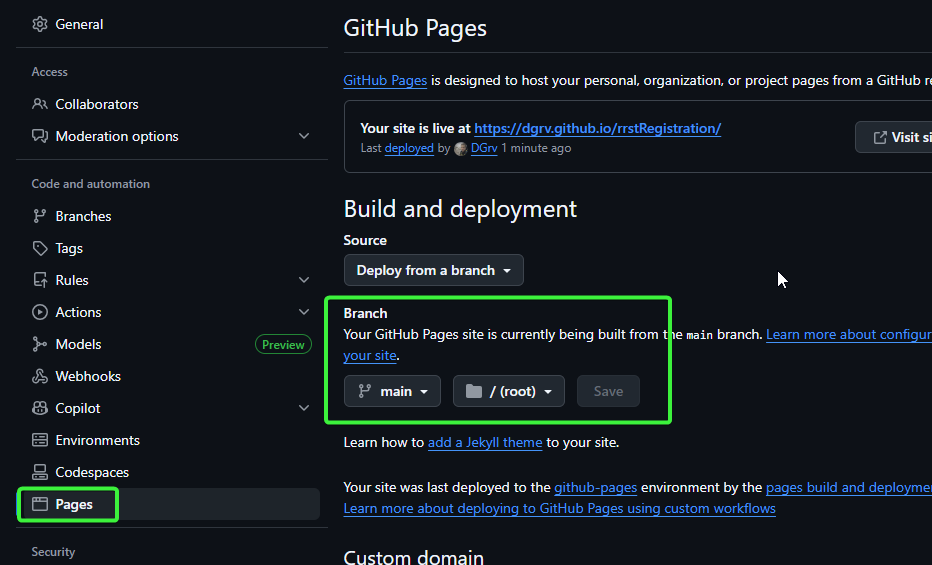 General
Access
Collaborators
Moderation options
Code and automation
Branches
Tags
Rules
Actions
Models Preview
Webhooks
Copilot
Environments
Codespaces
Pages
Security
GitHub Pages
GitHub Pages is designed to host your personal, organization, or project pages from a GitHub
Your site is live at https://dgrv.github.io/rrstRegistration/
Last deployed by DGrv 1 minute ago
Visit si
Build and deployment
Source
Deploy from a branch
Branch
Your GitHub Pages site is currently being built from the main branch. Learn more about configur
your site.
main / (root) Save
Learn how to add a Jekyll theme to your site.
Your site was last deployed to the github-pages environment by the pages build and deployme
Learn more about deploying to GitHub Pages using custom workflows
Custom domain